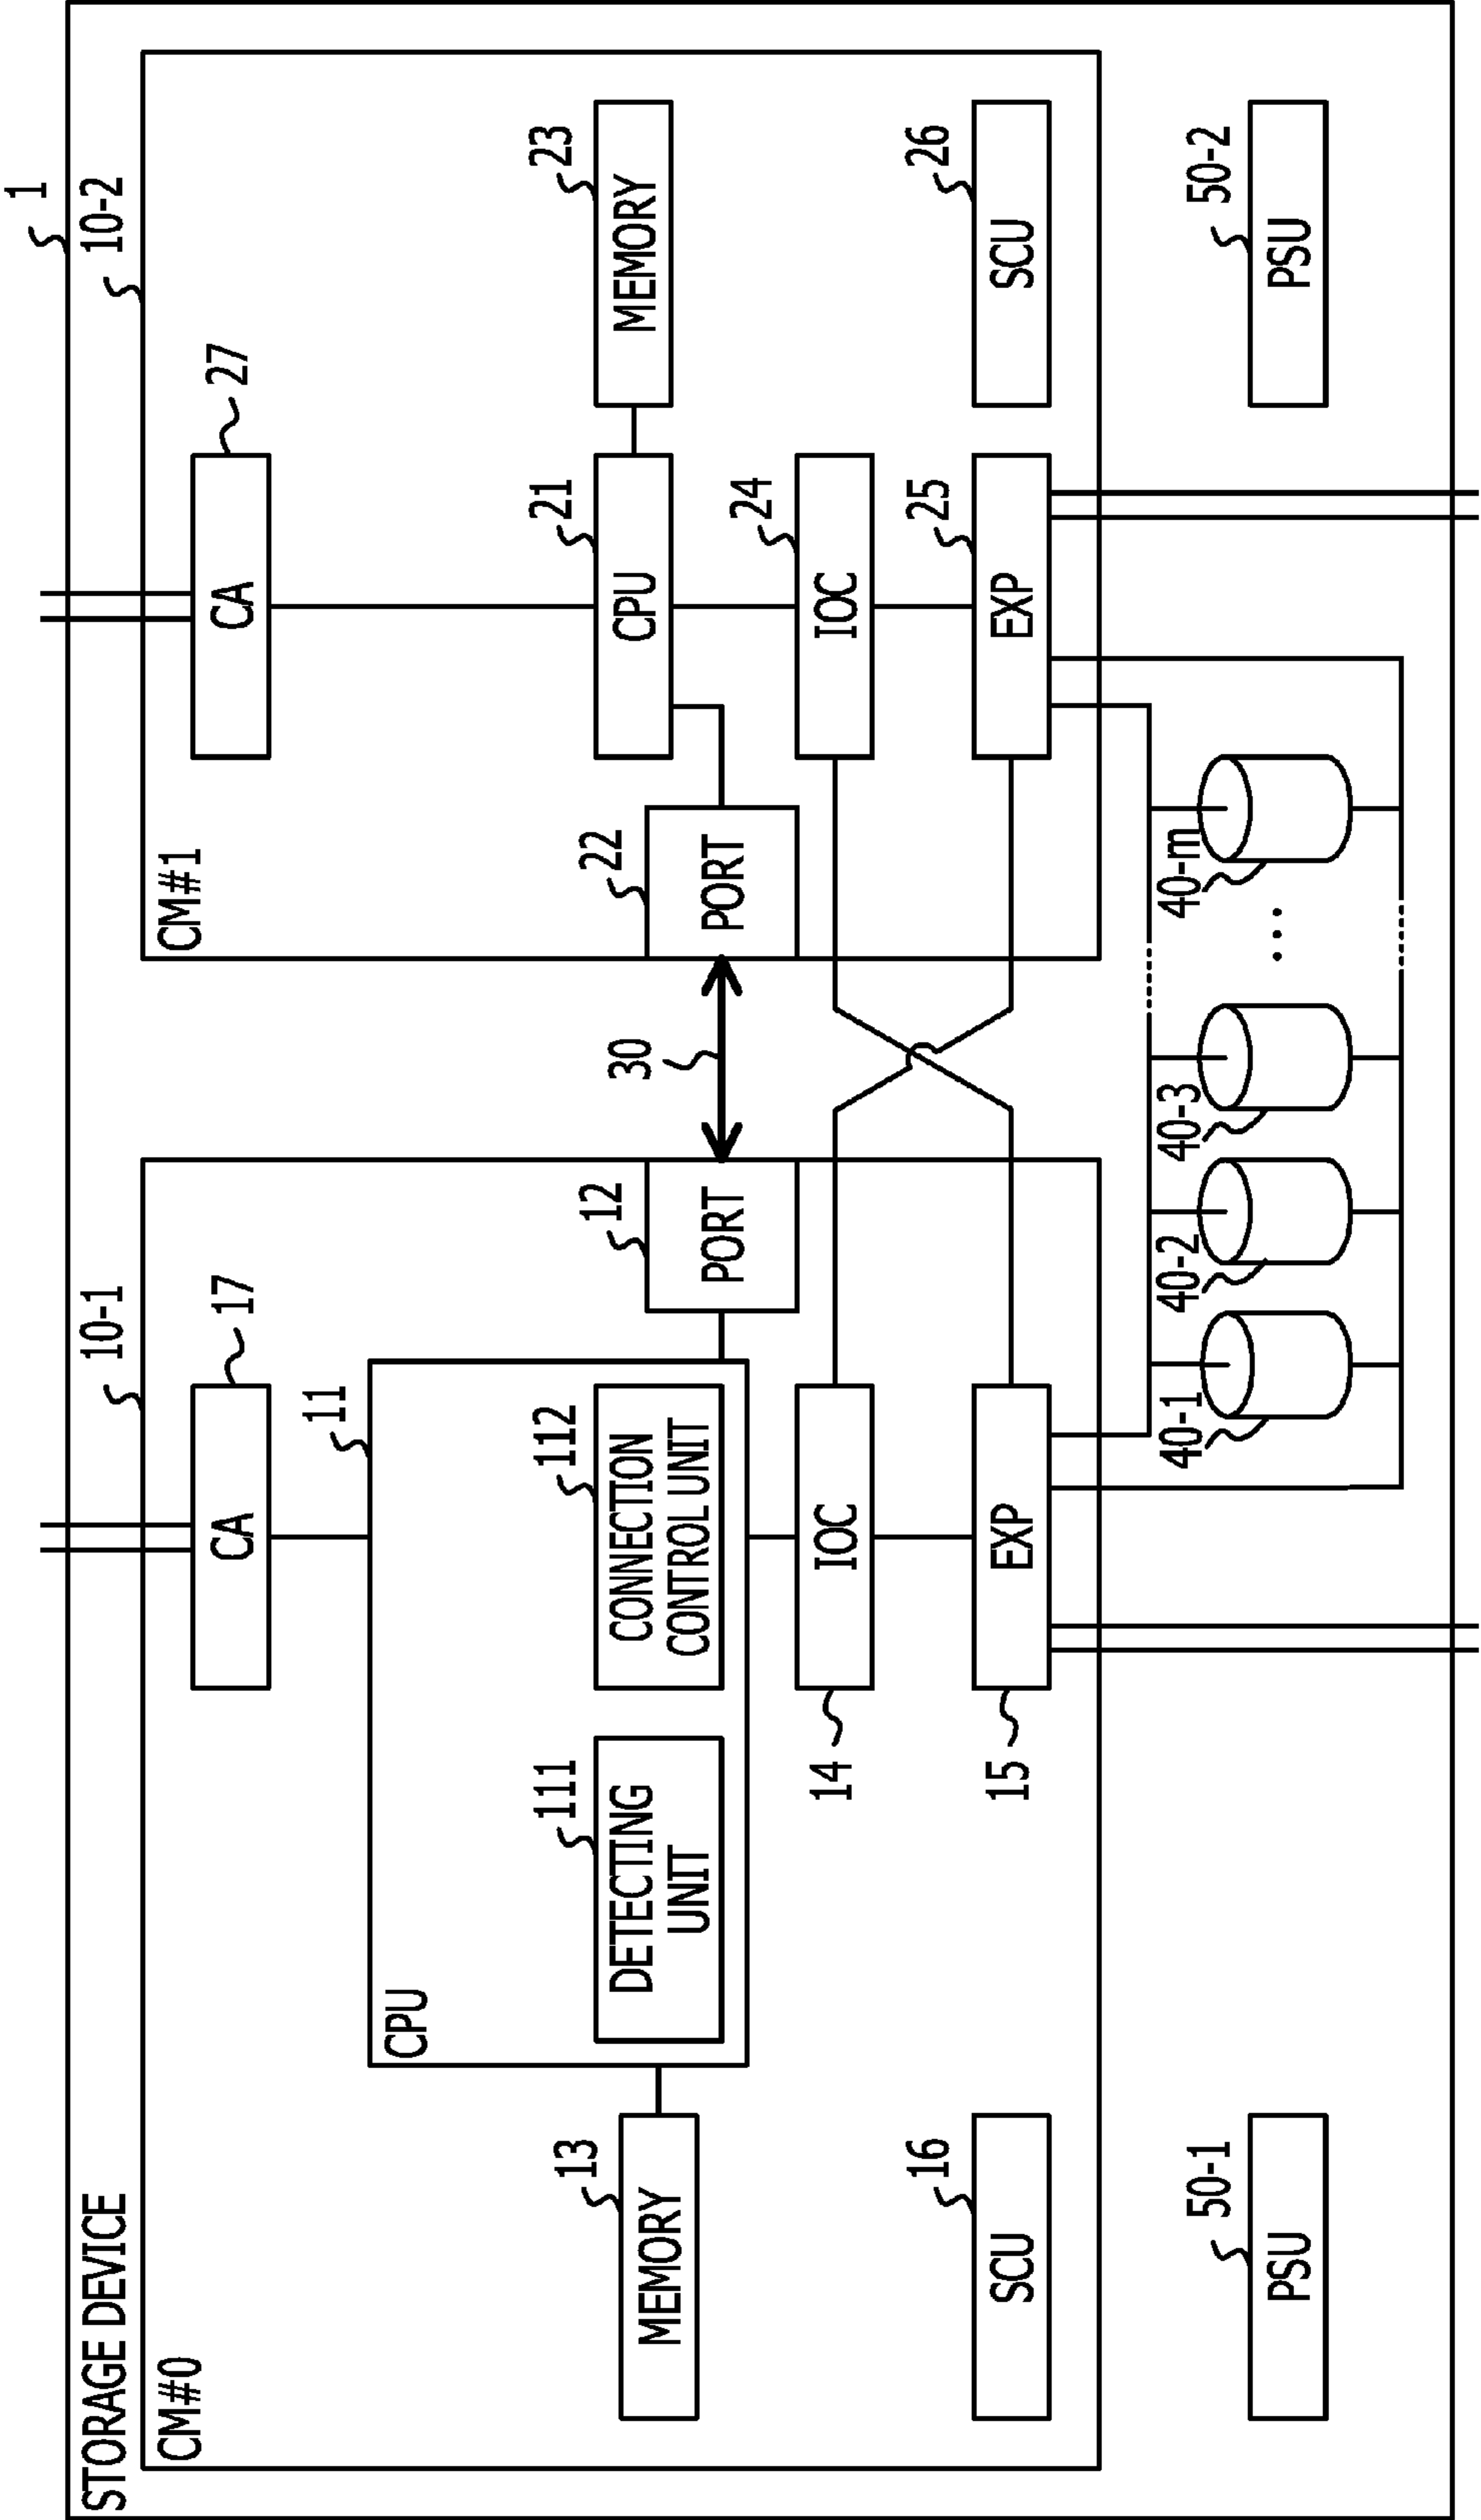 1
STORAGE DEVICE
10-1
10-2
CM#0
CM#1
17
CA
27
CA
11
CPU
13
MEMORY
111
DETECTING
UNIT
112
CONNECTION
CONTROL UNIT
12
PORT
30
22
PORT
21
CPU
23
MEMORY
14
IOC
24
IOC
16
SCU
15
EXP
25
EXP
26
SCU
50-1
PSU
40-1
40-2
40-3
...
40-m
50-2
PSU